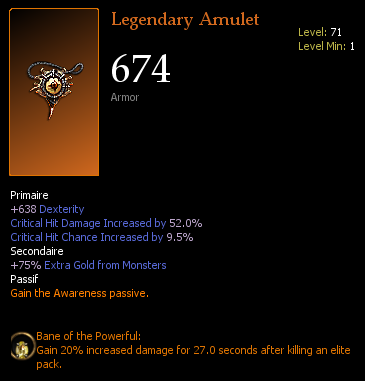 Legendary Amulet
Level: 71
Level Min: 1
674
Armor
Primaire
+638 Dexterity
Critical Hit Damage Increased by 52.0%
Critical Hit Chance Increased by 9.5%
Secondaire
+75% Extra Gold from Monsters
Passif
Gain the Awareness passive.
Bane of the Powerful:
Gain 20% increased damage for 27.0 seconds after killing an elite
pack.